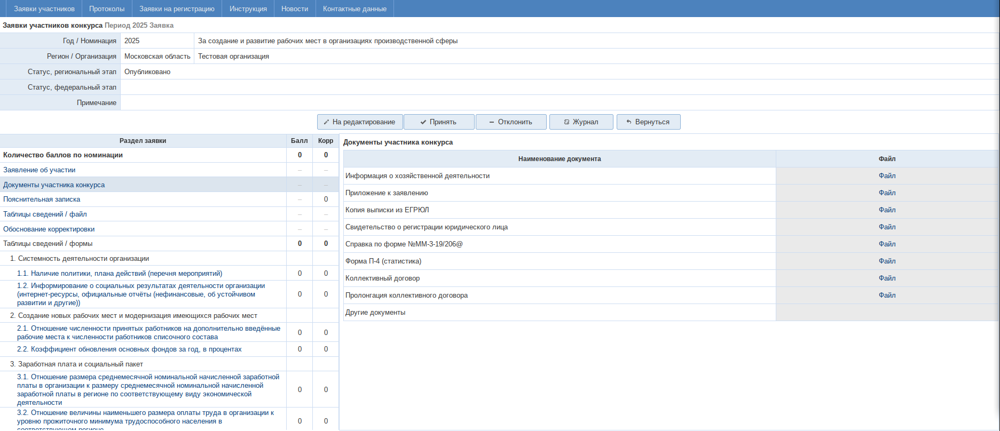 Заявки участников Протоколы Заявки на регистрацию Инструкция Новости Контактные данные
Заявки участников конкурса Период 2025 Заявка
Год / Номинация 2025 За создание и развитие рабочих мест в организациях производственной сферы
Регион / Организация Московская область Тестовая организация
Статус, региональный этап Опубликовано
Статус, федеральный этап
Примечание
На редактирование Принять Отклонить Журнал Вернуться
Раздел заявки Балл Корр
Количество баллов по номинации 0 0
Заявление об участии – –
Документы участника конкурса – –
Пояснительная записка – 0
Таблицы сведений / файл – –
Обоснование корректировки – –
Таблицы сведений / формы 0 0
1. Системность деятельности организации
1.1. Наличие политики, плана действий (перечня мероприятий) 0 0
1.2. Информирование о социальных результатах деятельности организации
(интернет-ресурсы, официальные отчёты (нефинансовые, об устойчивом 0 0
развитии и другие))
2. Создание новых рабочих мест и модернизация имеющихся рабочих мест
2.1. Отношение численности принятых работников на дополнительно введённые
рабочие места к численности работников списочного состава 0 0
2.2. Коэффициент обновления основных фондов за год, в процентах 0 0
3. Заработная плата и социальный пакет
3.1. Отношение размера среднемесячной номинальной начисленной заработной
платы в организации к размеру среднемесячной номинальной начисленной
заработной платы в регионе по соответствующему виду экономической 0 0
деятельности
3.2. Отношение величины наименьшего размера оплаты труда в организации к
уровню прожиточного минимума трудоспособного населения в 0 0
соответствующем регионе
Документы участника конкурса
Наименование документа Файл
Информация о хозяйственной деятельности Файл
Приложение к заявлению Файл
Копия выписки из ЕГРЮЛ Файл
Свидетельство о регистрации юридического лица Файл
Справка по форме №ММ-3-19/206@ Файл
Форма П-4 (статистика) Файл
Коллективный договор Файл
Пролонгация коллективного договора Файл
Другие документы